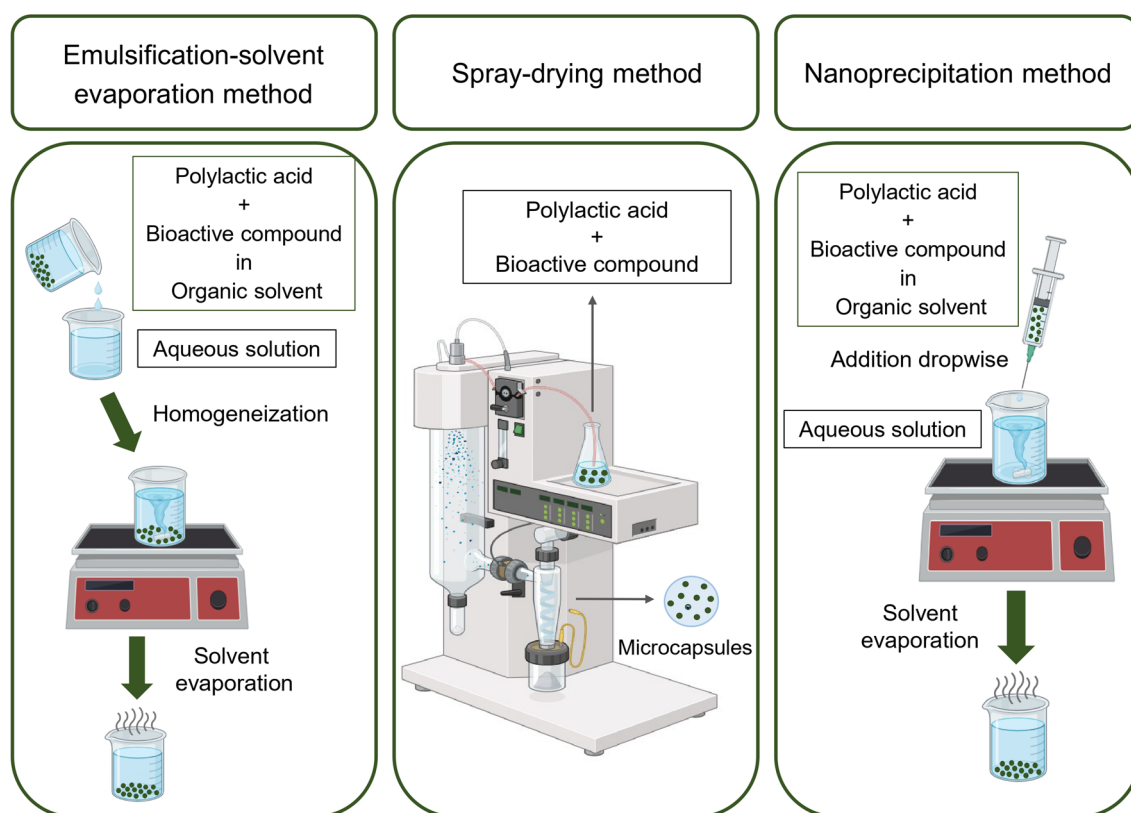 Emulsification-solvent
evaporation method
Spray-drying method
Nanoprecipitation method
Polylactic acid
+
Bioactive compound
in
Organic solvent
Aqueous solution
Homogeneization
Solvent
evaporation
Polylactic acid
+
Bioactive compound
Microcapsules
Polylactic acid
+
Bioactive compound
in
Organic solvent
Addition dropwise
Aqueous solution
Solvent
evaporation